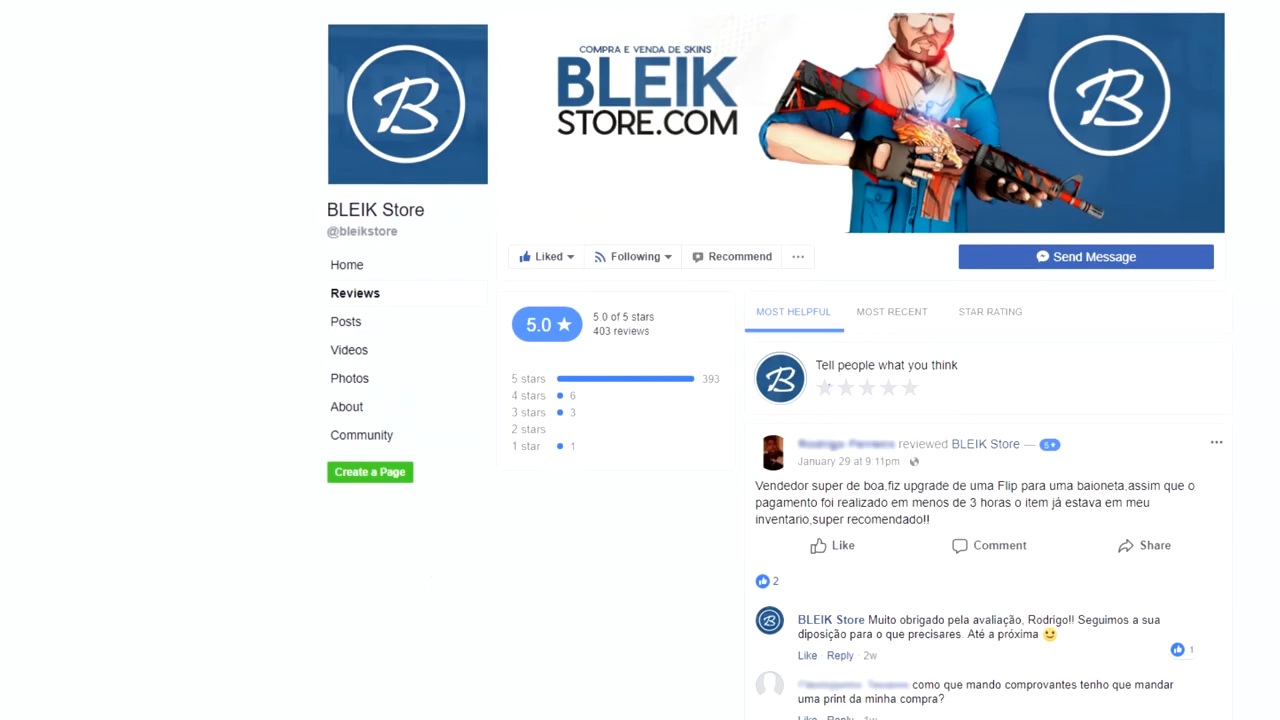 COMPRA E VENDA DE SKINS
BLEIK
STORE.COM
B
B
BLEIK Store
@bleikstore
Home
Reviews
Posts
Videos
Photos
About
Community
Create a Page
Liked
Following
Recommend
Send Message
5.0
5.0 of 5 stars
403 reviews
5 stars 393
4 stars 6
3 stars 3
2 stars
1 star 1
MOST HELPFUL MOST RECENT STAR RATING
B
Tell people what you think
reviewed BLEIK Store — 5
January 29 at 9:11pm ·
Vendedor super de boa,fiz upgrade de uma Flip para uma baioneta,assim que o
pagamento foi realizado em menos de 3 horas o item já estava em meu
inventario,super recomendado!!
Like Comment Share
2
B
BLEIK Store Muito obrigado pela avaliação, Rodrigo!! Seguimos a sua
diposição para o que precisares. Até a próxima
Like · Reply · 2w
1
como que mando comprovantes tenho que mandar
uma print da minha compra?
Like · Reply · 1w